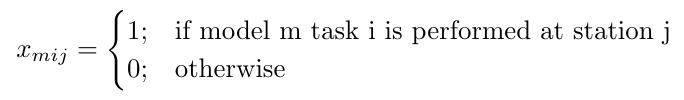 x_{mij} = { 1; if model m task i is performed at station j
0; otherwise